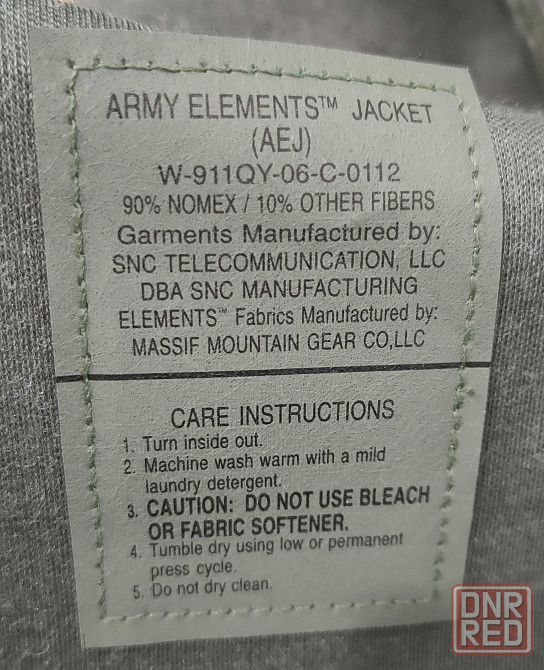 ARMY ELEMENTS™ JACKET
(AEJ)
W-911QY-06-C-0112
90% NOMEX / 10% OTHER FIBERS
Garments Manufactured by:
SNC TELECOMMUNICATION, LLC
DBA SNC MANUFACTURING
ELEMENTS™ Fabrics Manufactured by:
MASSIF MOUNTAIN GEAR CO,LLC
CARE INSTRUCTIONS
1. Turn inside out.
2. Machine wash warm with a mild
laundry detergent.
3. CAUTION: DO NOT USE BLEACH
OR FABRIC SOFTENER.
4. Tumble dry using low or permanent
press cycle.
5. Do not dry clean.
DNR
RED